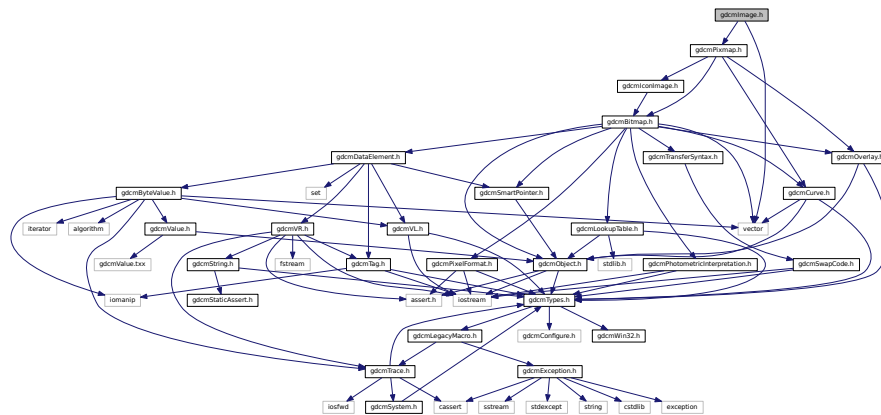 gdcmImage.h
gdcmPixmap.h
gdcmIconImage.h
gdcmBitmap.h
gdcmDataElement.h
gdcmTransferSyntax.h
gdcmOverlay.h
gdcmByteValue.h
set
gdcmSmartPointer.h
gdcmCurve.h
iterator
algorithm
gdcmValue.h
gdcmVR.h
gdcmVL.h
gdcmLookupTable.h
vector
gdcmValue.txx
gdcmString.h
fstream
gdcmTag.h
gdcmPixelFormat.h
gdcmObject.h
stdlib.h
gdcmPhotometricInterpretation.h
gdcmSwapCode.h
iomanip
gdcmStaticAssert.h
assert.h
iostream
gdcmTypes.h
gdcmLegacyMacro.h
gdcmConfigure.h
gdcmWin32.h
gdcmTrace.h
gdcmException.h
iosfwd
gdcmSystem.h
cassert
sstream
stdexcept
string
cstdlib
exception